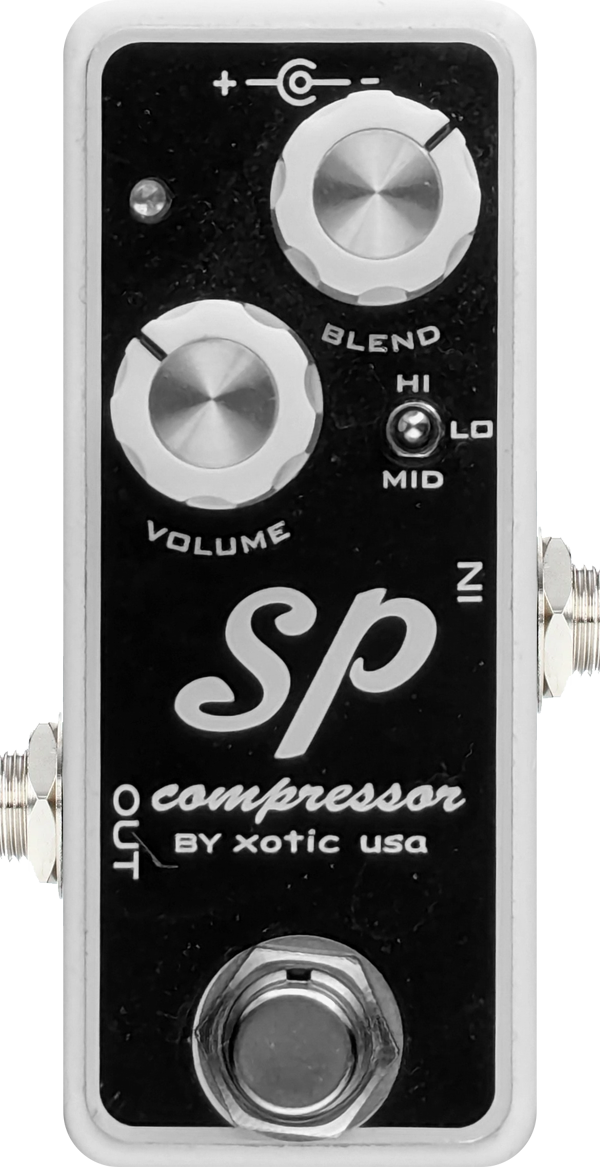 + -
BLEND
HI
LO
MID
VOLUME
IN
SP
compressor
OUT
BY xotic usa